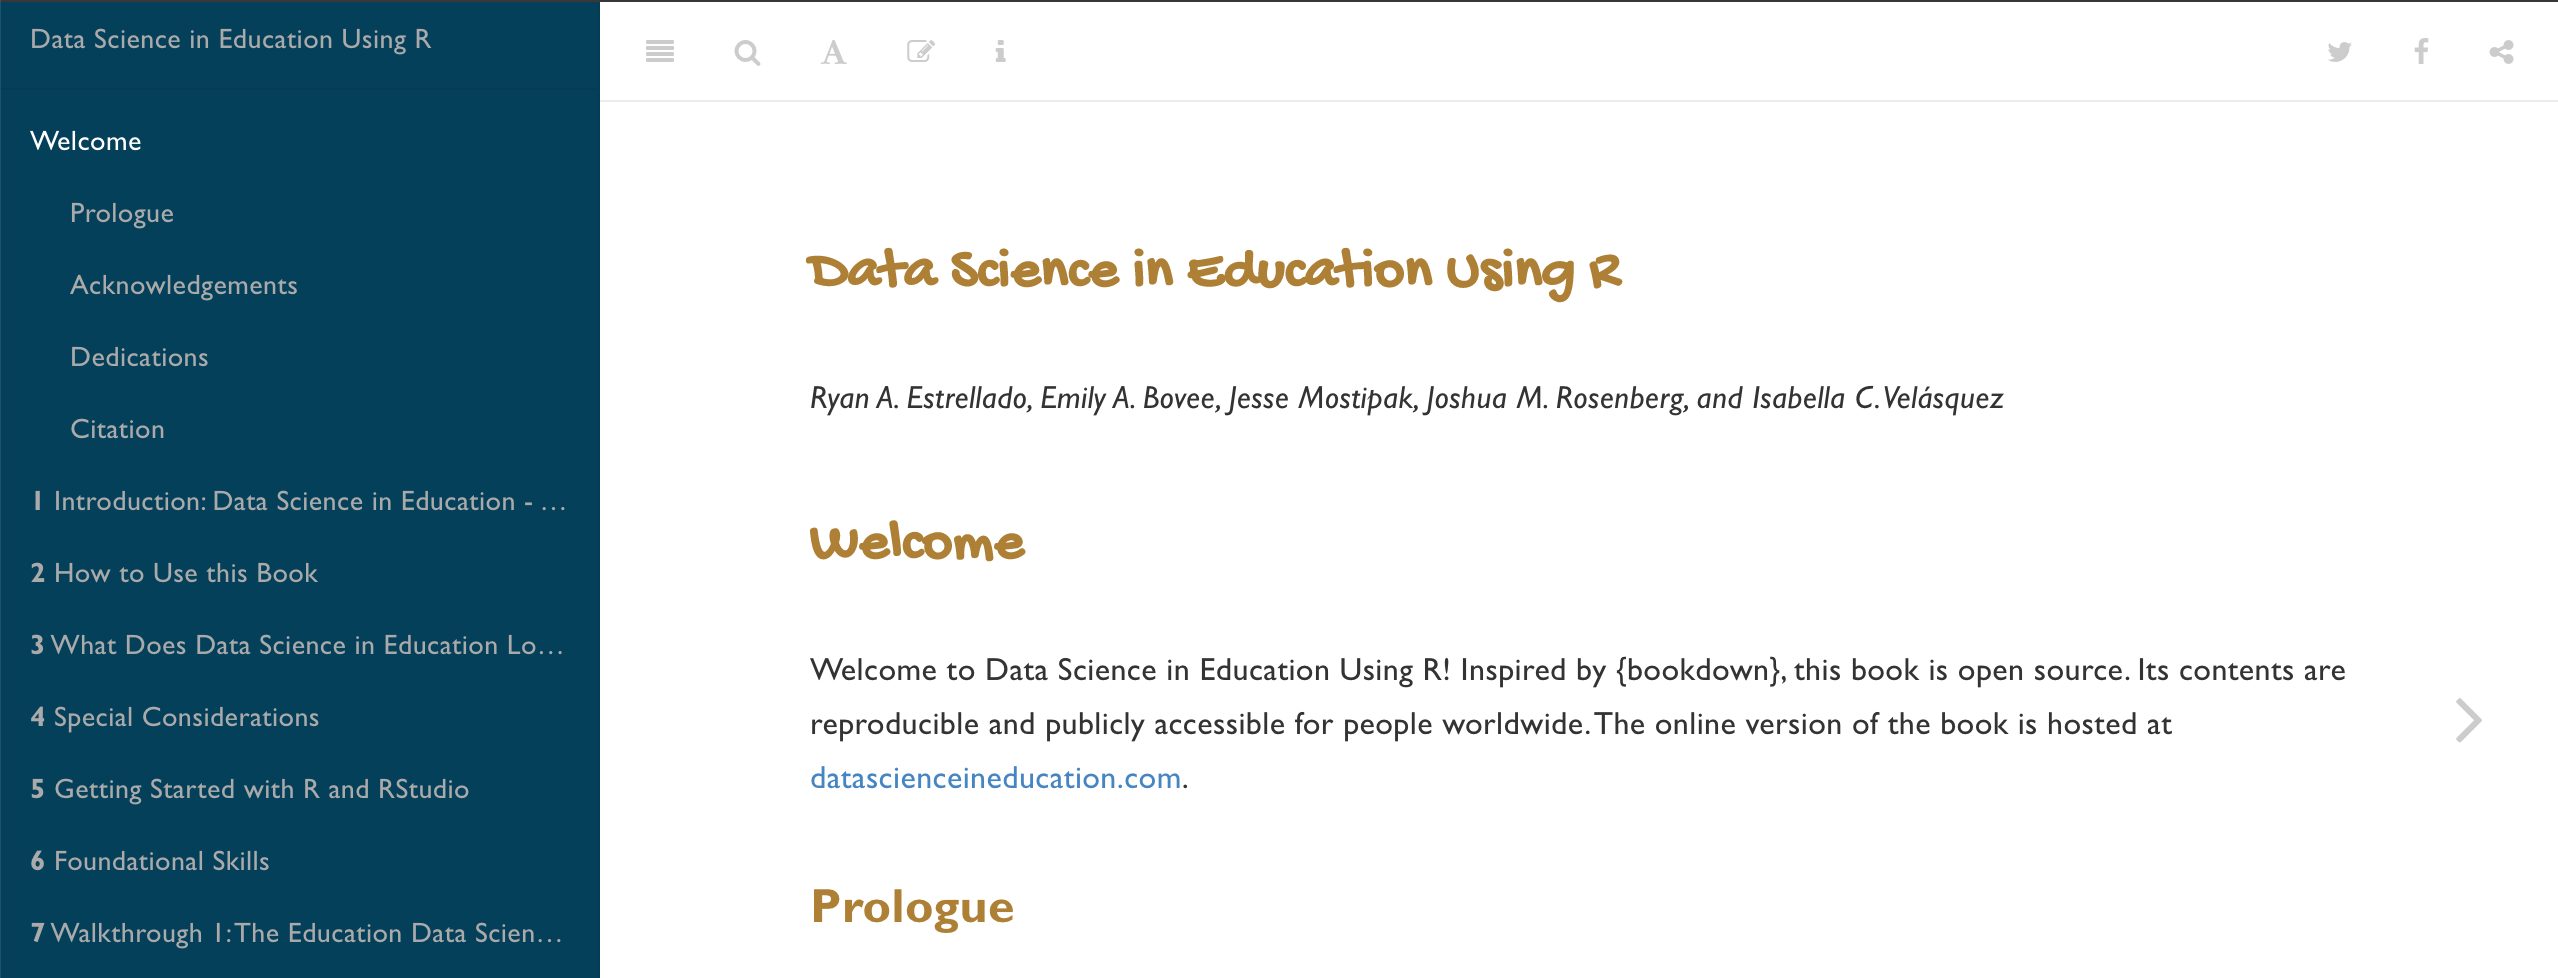 Data Science in Education Using R
Welcome
Prologue
Acknowledgements
Dedications
Citation
1 Introduction: Data Science in Education - …
2 How to Use this Book
3 What Does Data Science in Education Lo…
4 Special Considerations
5 Getting Started with R and RStudio
6 Foundational Skills
7 Walkthrough 1: The Education Data Scien…
Data Science in Education Using R
Ryan A. Estrellado, Emily A. Bovee, Jesse Mostipak, Joshua M. Rosenberg, and Isabella C. Velásquez
Welcome
Welcome to Data Science in Education Using R! Inspired by {bookdown}, this book is open source. Its contents are
reproducible and publicly accessible for people worldwide. The online version of the book is hosted at
datascienceineducation.com.
Prologue